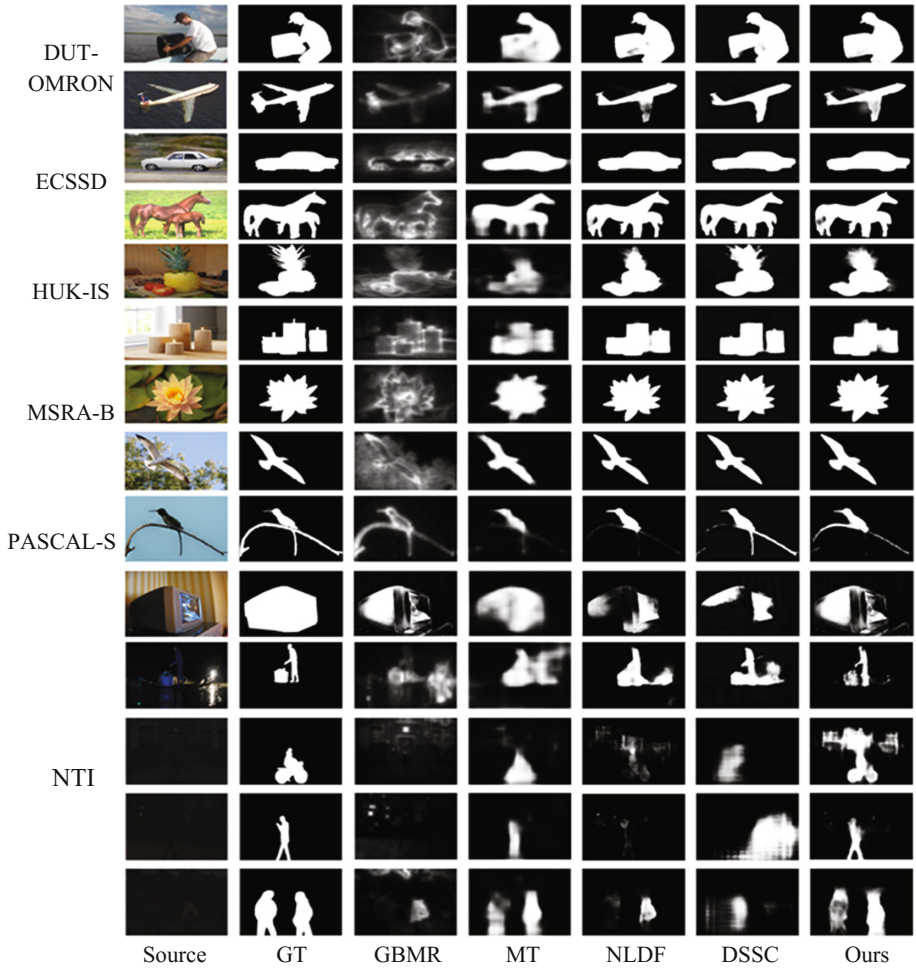 DUT-
OMRON
ECSSD
HUK-IS
MSRA-B
PASCAL-S
NTI
Source GT GBMR MT NLDF DSSC Ours